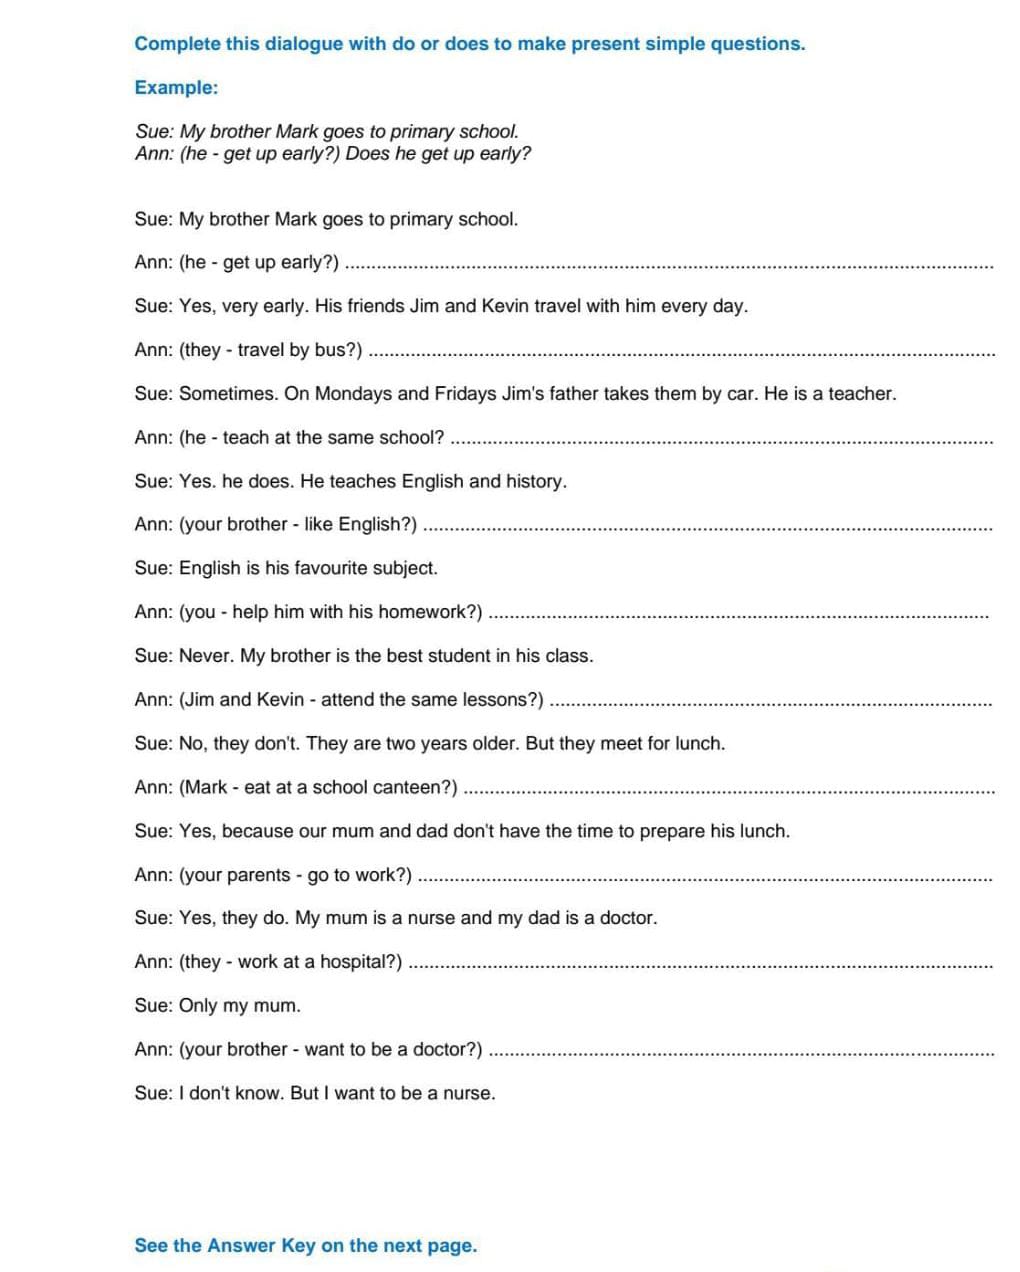 Complete this dialogue with do or does to make present simple questions.
Example:
Sue: My brother Mark goes to primary school.
Ann: (he - get up early?) Does he get up early?
Sue: My brother Mark goes to primary school.
Ann: (he - get up early?) ................................................................................
Sue: Yes, very early. His friends Jim and Kevin travel with him every day.
Ann: (they - travel by bus?) ................................................................................
Sue: Sometimes. On Mondays and Fridays Jim's father takes them by car. He is a teacher.
Ann: (he - teach at the same school? ................................................................................
Sue: Yes. he does. He teaches English and history.
Ann: (your brother - like English?) ................................................................................
Sue: English is his favourite subject.
Ann: (you - help him with his homework?) ................................................................................
Sue: Never. My brother is the best student in his class.
Ann: (Jim and Kevin - attend the same lessons?) ................................................................................
Sue: No, they don't. They are two years older. But they meet for lunch.
Ann: (Mark - eat at a school canteen?) ................................................................................
Sue: Yes, because our mum and dad don't have the time to prepare his lunch.
Ann: (your parents - go to work?) ................................................................................
Sue: Yes, they do. My mum is a nurse and my dad is a doctor.
Ann: (they - work at a hospital?) ................................................................................
Sue: Only my mum.
Ann: (your brother - want to be a doctor?) ................................................................................
Sue: I don't know. But I want to be a nurse.
See the Answer Key on the next page.